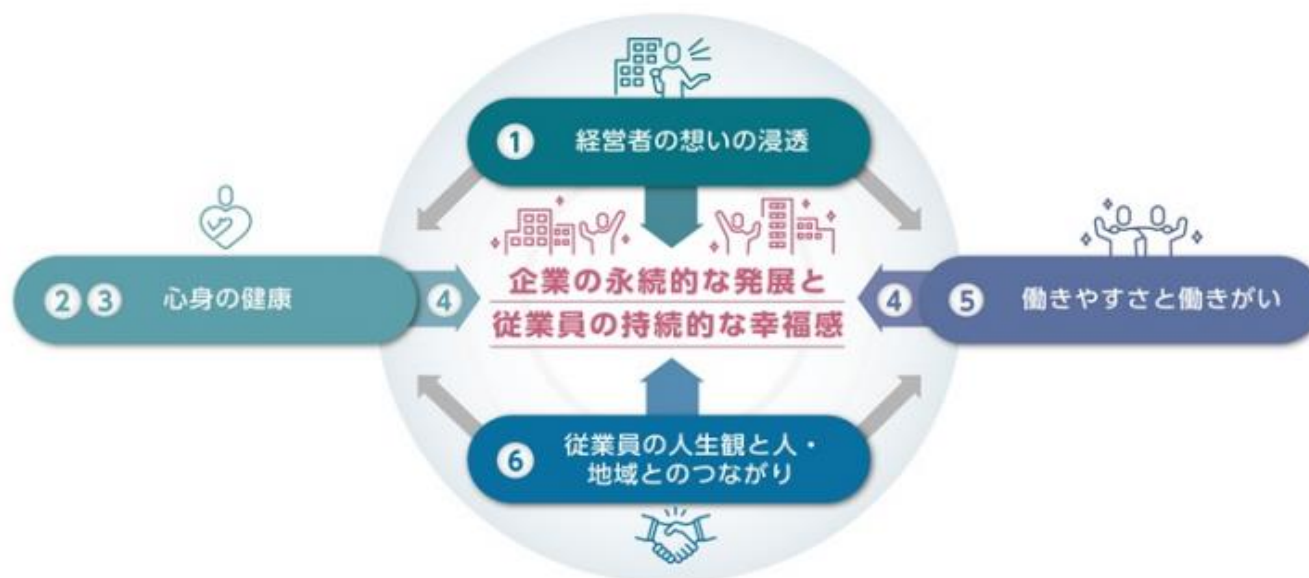 ① 経営者の想いの浸透
② ③ 心身の健康
④
企業の永続的な発展と
従業員の持続的な幸福感
④
⑤ 働きやすさと働きがい
⑥ 従業員の人生観と人・
地域とのつながり